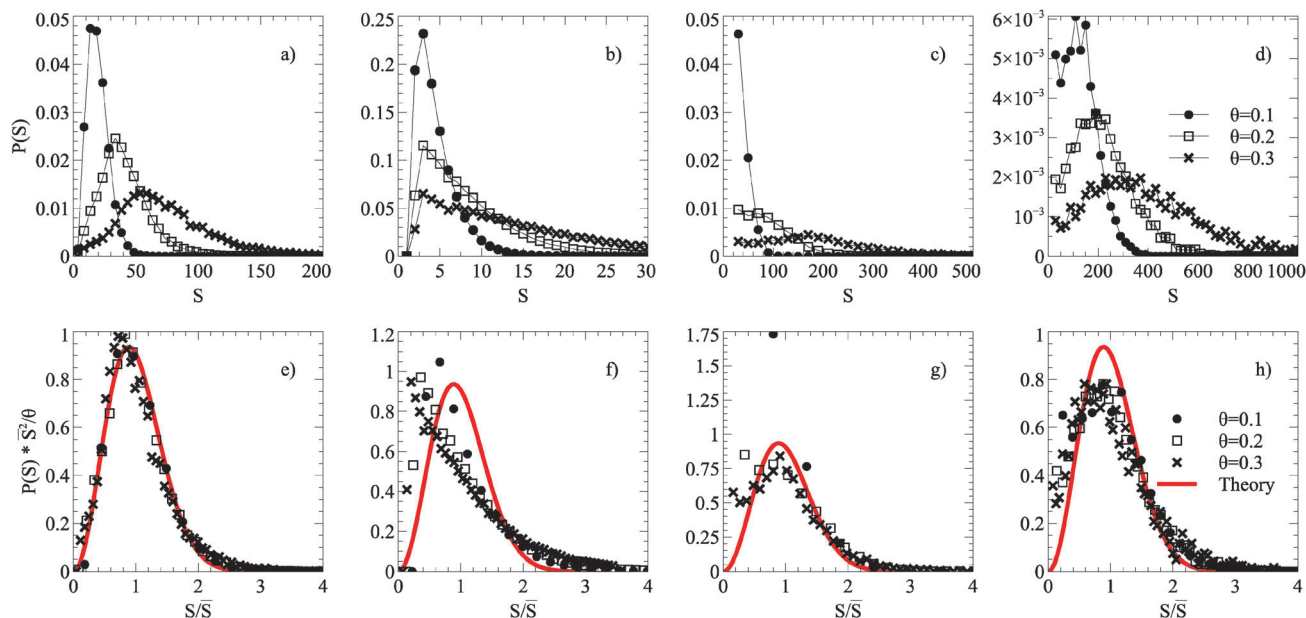 0.05
0.04
0.03
0.02
0.01
0
a)
P(S)
0 50 100 150 200
S
0.25
0.20
0.15
0.10
0.05
0
b)
0 6 12 18 24 30
S
0.05
0.04
0.03
0.02
0.01
0
c)
0 100 200 300 400 500
S
6×10⁻³
5×10⁻³
4×10⁻³
3×10⁻³
2×10⁻³
10⁻³
0
d)
θ=0.1
θ=0.2
θ=0.3
0 200 400 600 800 1000
S
1
0.8
0.6
0.4
0.2
0
e)
P(S) * S̅²/θ
0 1 2 3 4
S/S̅
1.2
1
0.8
0.6
0.4
0.2
0
f)
0 1 2 3 4
S/S̅
1.75
1.5
1.25
1
0.75
0.5
0.25
0
g)
0 1 2 3 4
S/S̅
1
0.8
0.6
0.4
0.2
0
h)
θ=0.1
θ=0.2
θ=0.3
Theory
0 1 2 3 4
S/S̅